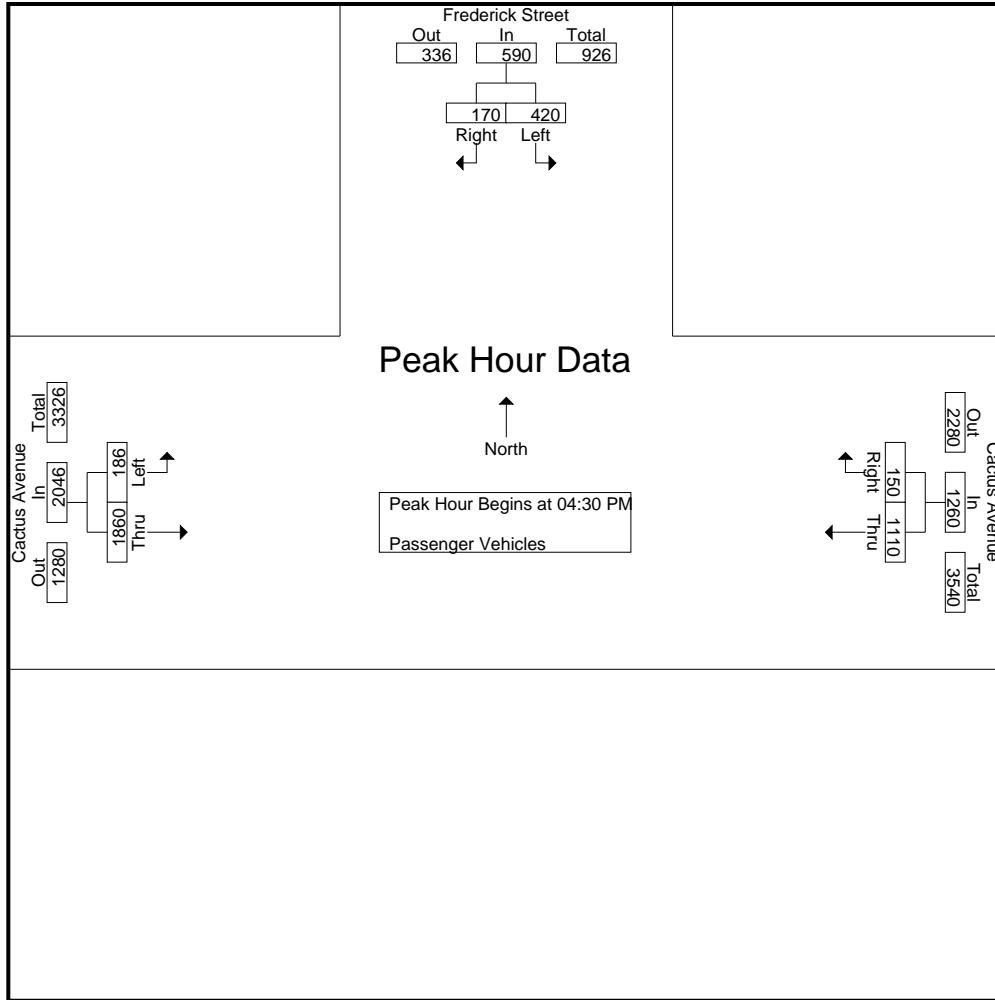 Frederick Street
Out In Total
336 590 926
170 420
Right Left
Peak Hour Data
North
Peak Hour Begins at 04:30 PM
Passenger Vehicles
Cactus Avenue
Out In Total
1280 2046 3326
1860 186
Thru Left
Cactus Avenue
Out In Total
2280 1260 3540
150 1110
Right Thru